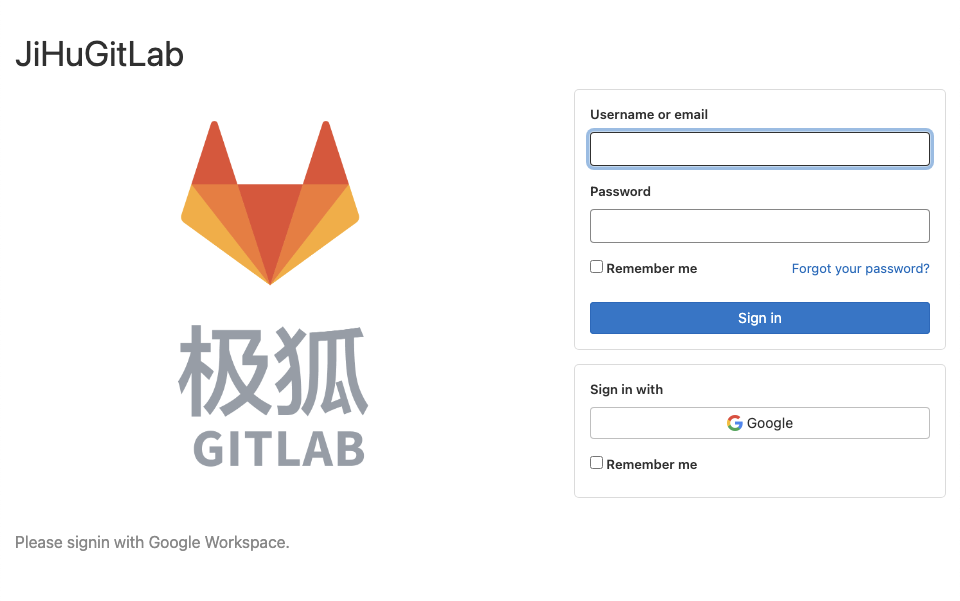 JiHuGitLab
极狐
GITLAB
Please signin with Google Workspace.
Username or email
Password
Remember me
Forgot your password?
Sign in
Sign in with
Google
Remember me